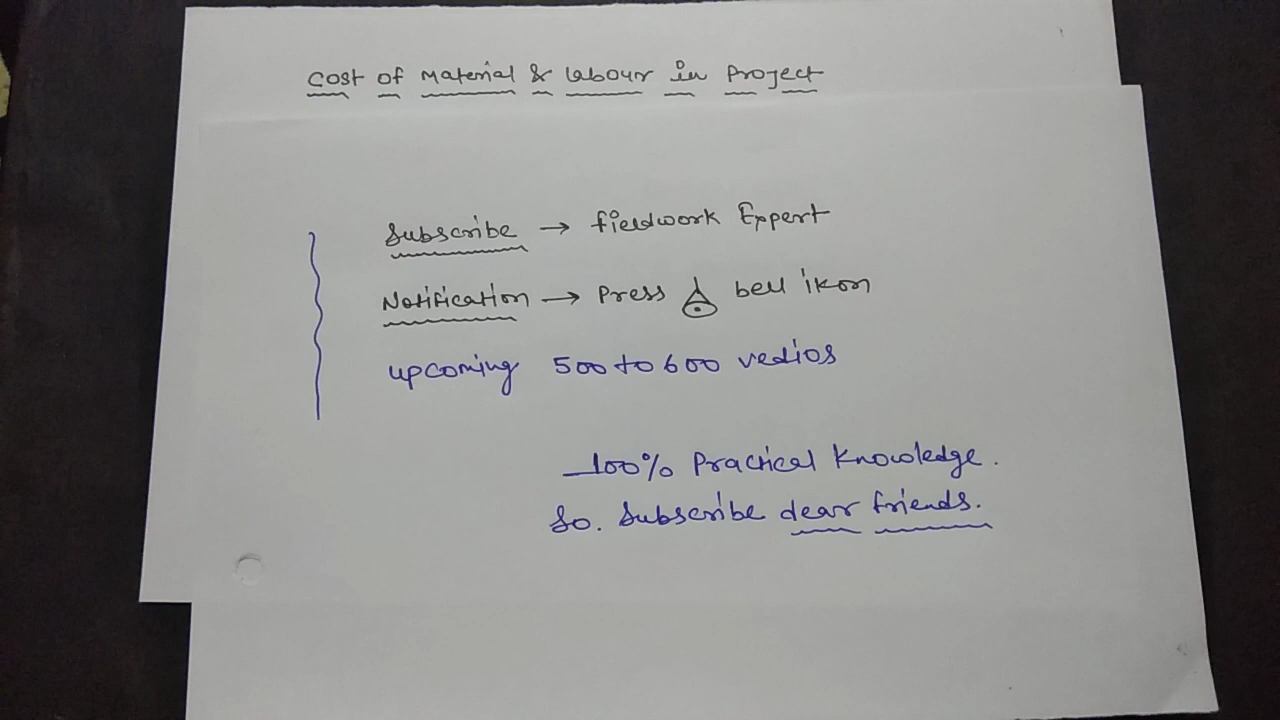 Cost of Material & Labour in Project
Subscribe → fieldwork Expert
Notification → Press bell ikon
upcoming 500 to 600 vedios
100% Practical Knowledge.
So. Subscribe dear friends.